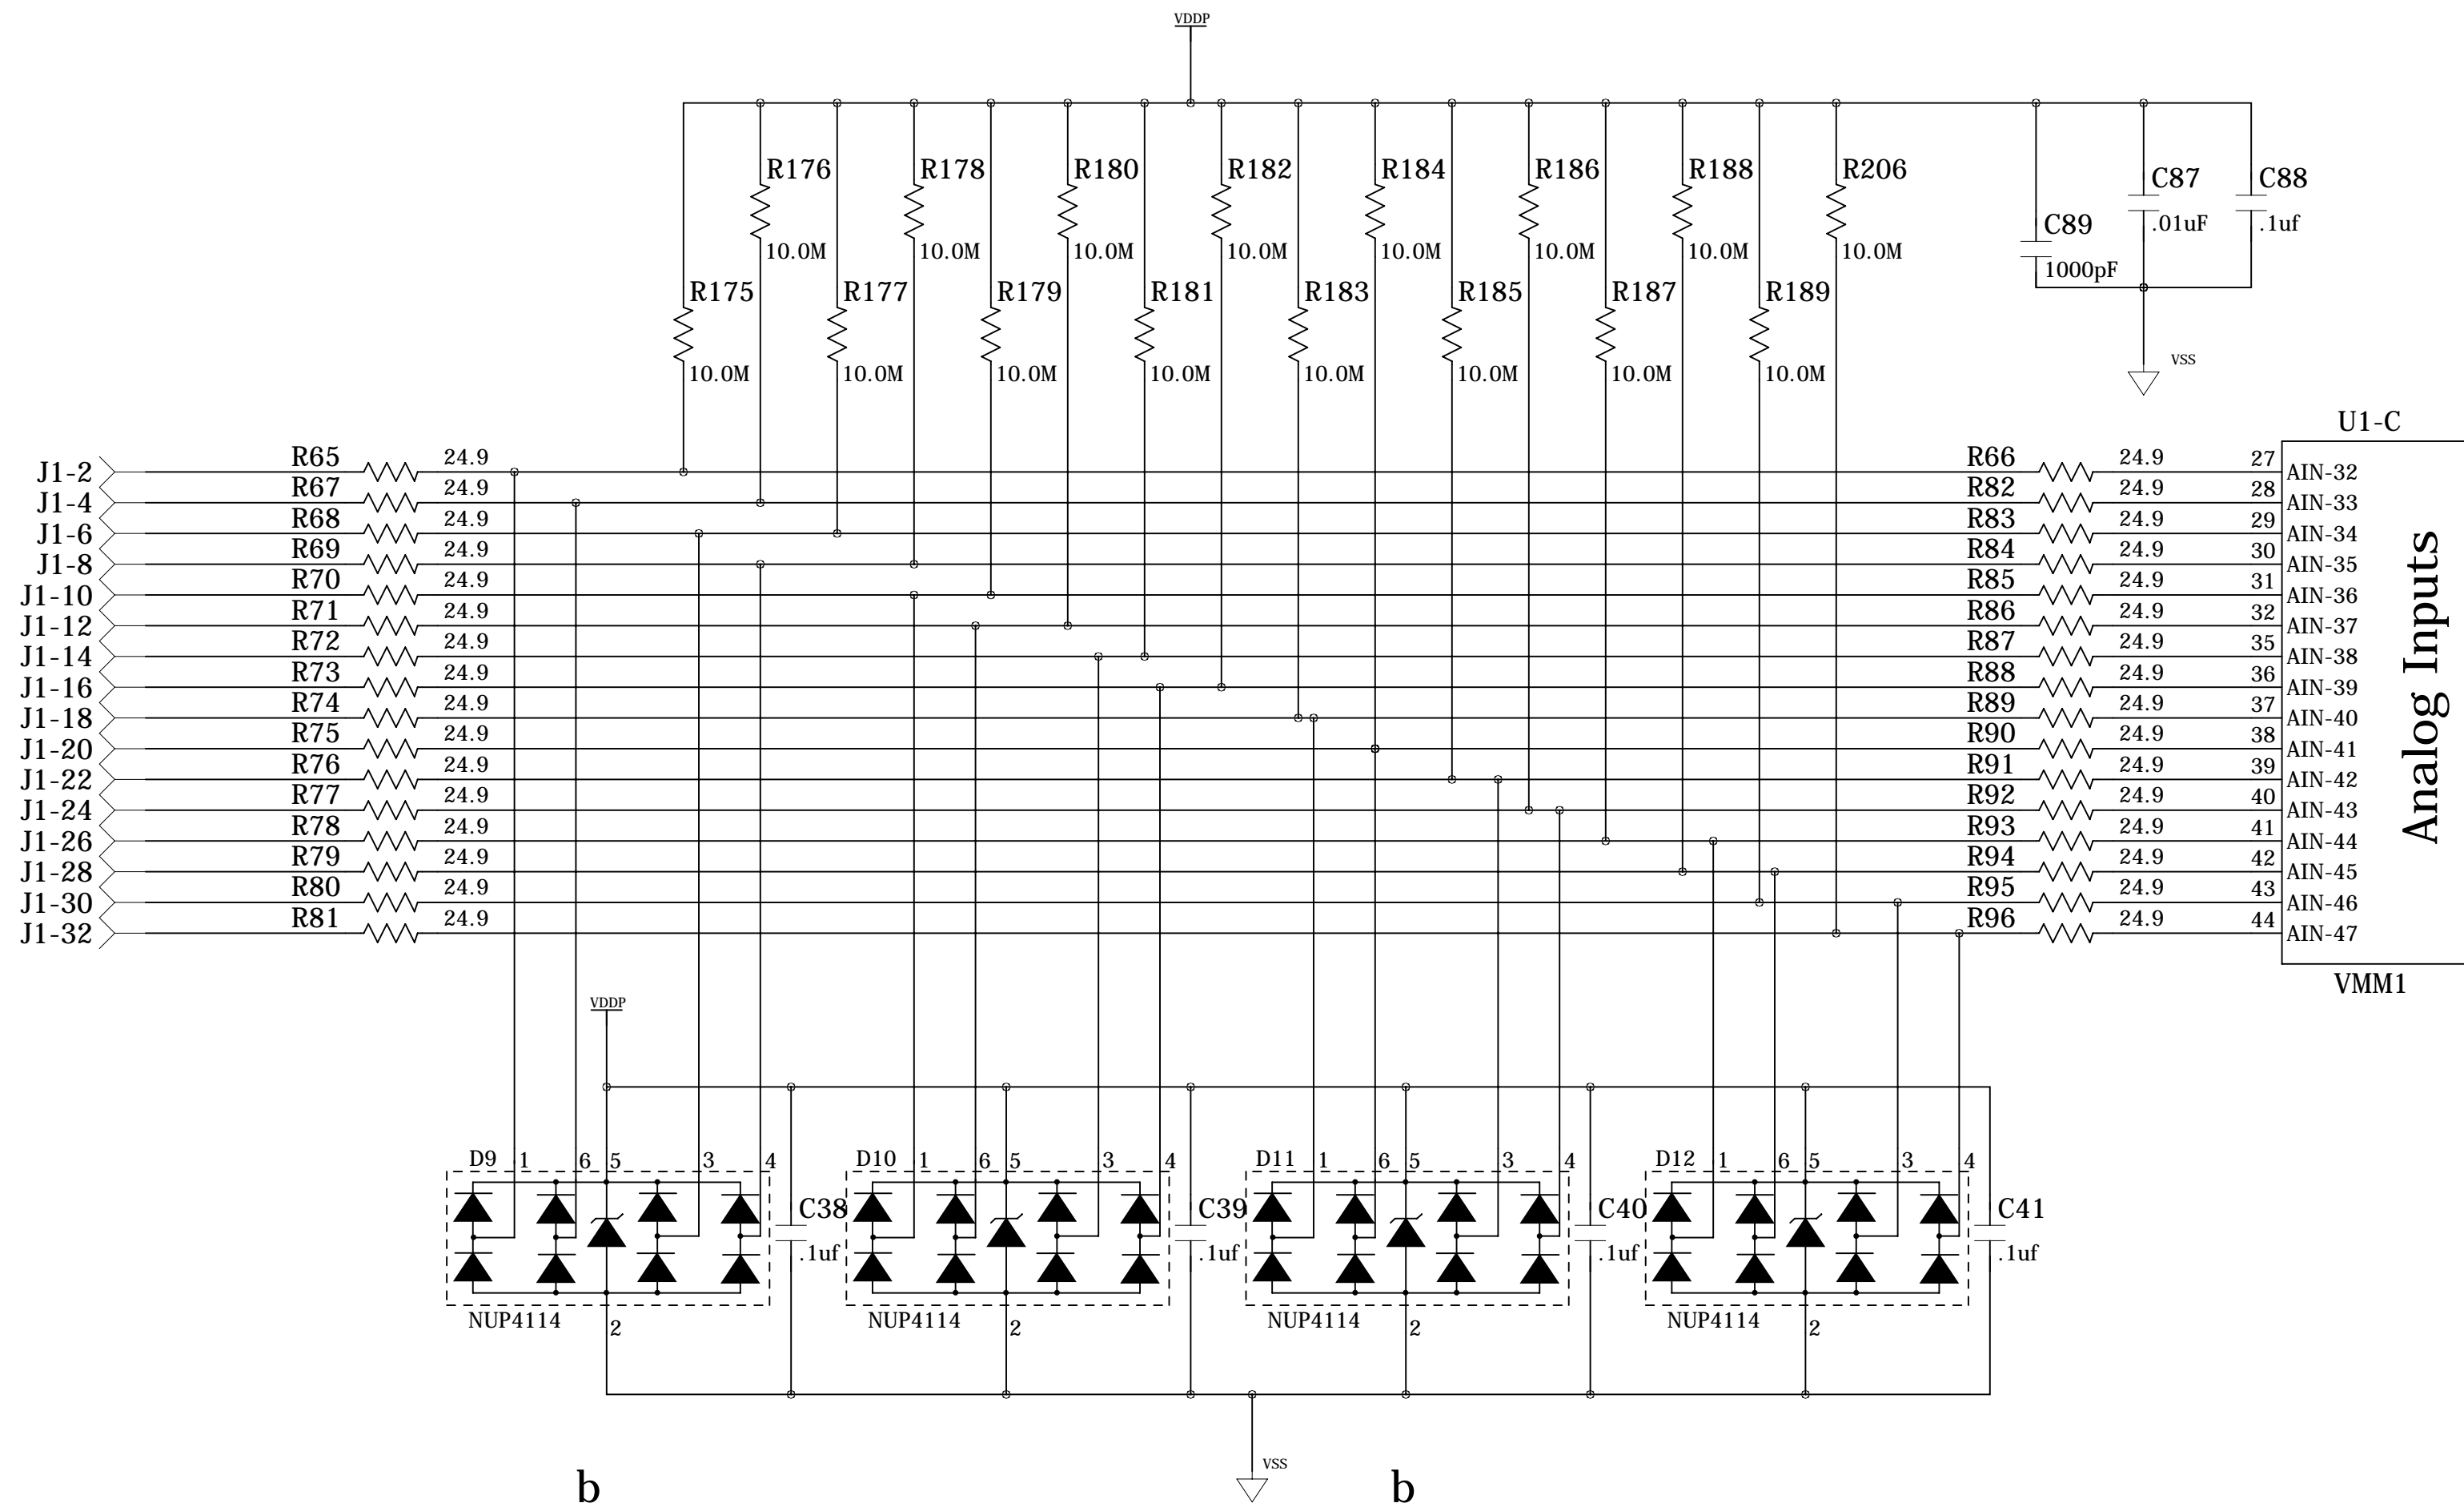 VDDP
R176 R178 R180 R182 R184 R186 R188 R206 C87 C88
C89 .01uF .1uf
10.0M 10.0M 10.0M 10.0M 10.0M 10.0M 10.0M 10.0M
1000pF
R175 R177 R179 R181 R183 R185 R187 R189
VSS
10.0M 10.0M 10.0M 10.0M 10.0M 10.0M 10.0M 10.0M
U1-C
J1-2 R65 24.9 R66 24.9 27 AIN-32
J1-4 R67 24.9 R82 24.9 28 AIN-33
J1-6 R68 24.9 R83 24.9 29 AIN-34
J1-8 R69 24.9 R84 24.9 30 AIN-35
J1-10 R70 24.9 R85 24.9 31 AIN-36
J1-12 R71 24.9 R86 24.9 32 AIN-37
J1-14 R72 24.9 R87 24.9 35 AIN-38
J1-16 R73 24.9 R88 24.9 36 AIN-39
J1-18 R74 24.9 R89 24.9 37 AIN-40
J1-20 R75 24.9 R90 24.9 38 AIN-41
J1-22 R76 24.9 R91 24.9 39 AIN-42
J1-24 R77 24.9 R92 24.9 40 AIN-43
J1-26 R78 24.9 R93 24.9 41 AIN-44
J1-28 R79 24.9 R94 24.9 42 AIN-45
J1-30 R80 24.9 R95 24.9 43 AIN-46
J1-32 R81 24.9 R96 24.9 44 AIN-47
Analog Inputs
VMM1
VDDP
D9 1 6 5 3 4 D10 1 6 5 3 4 D11 1 6 5 3 4 D12 1 6 5 3 4
C38 C39 C40 C41
.1uf .1uf .1uf .1uf
NUP4114 2 NUP4114 2 NUP4114 2 NUP4114 2
VSS
b b